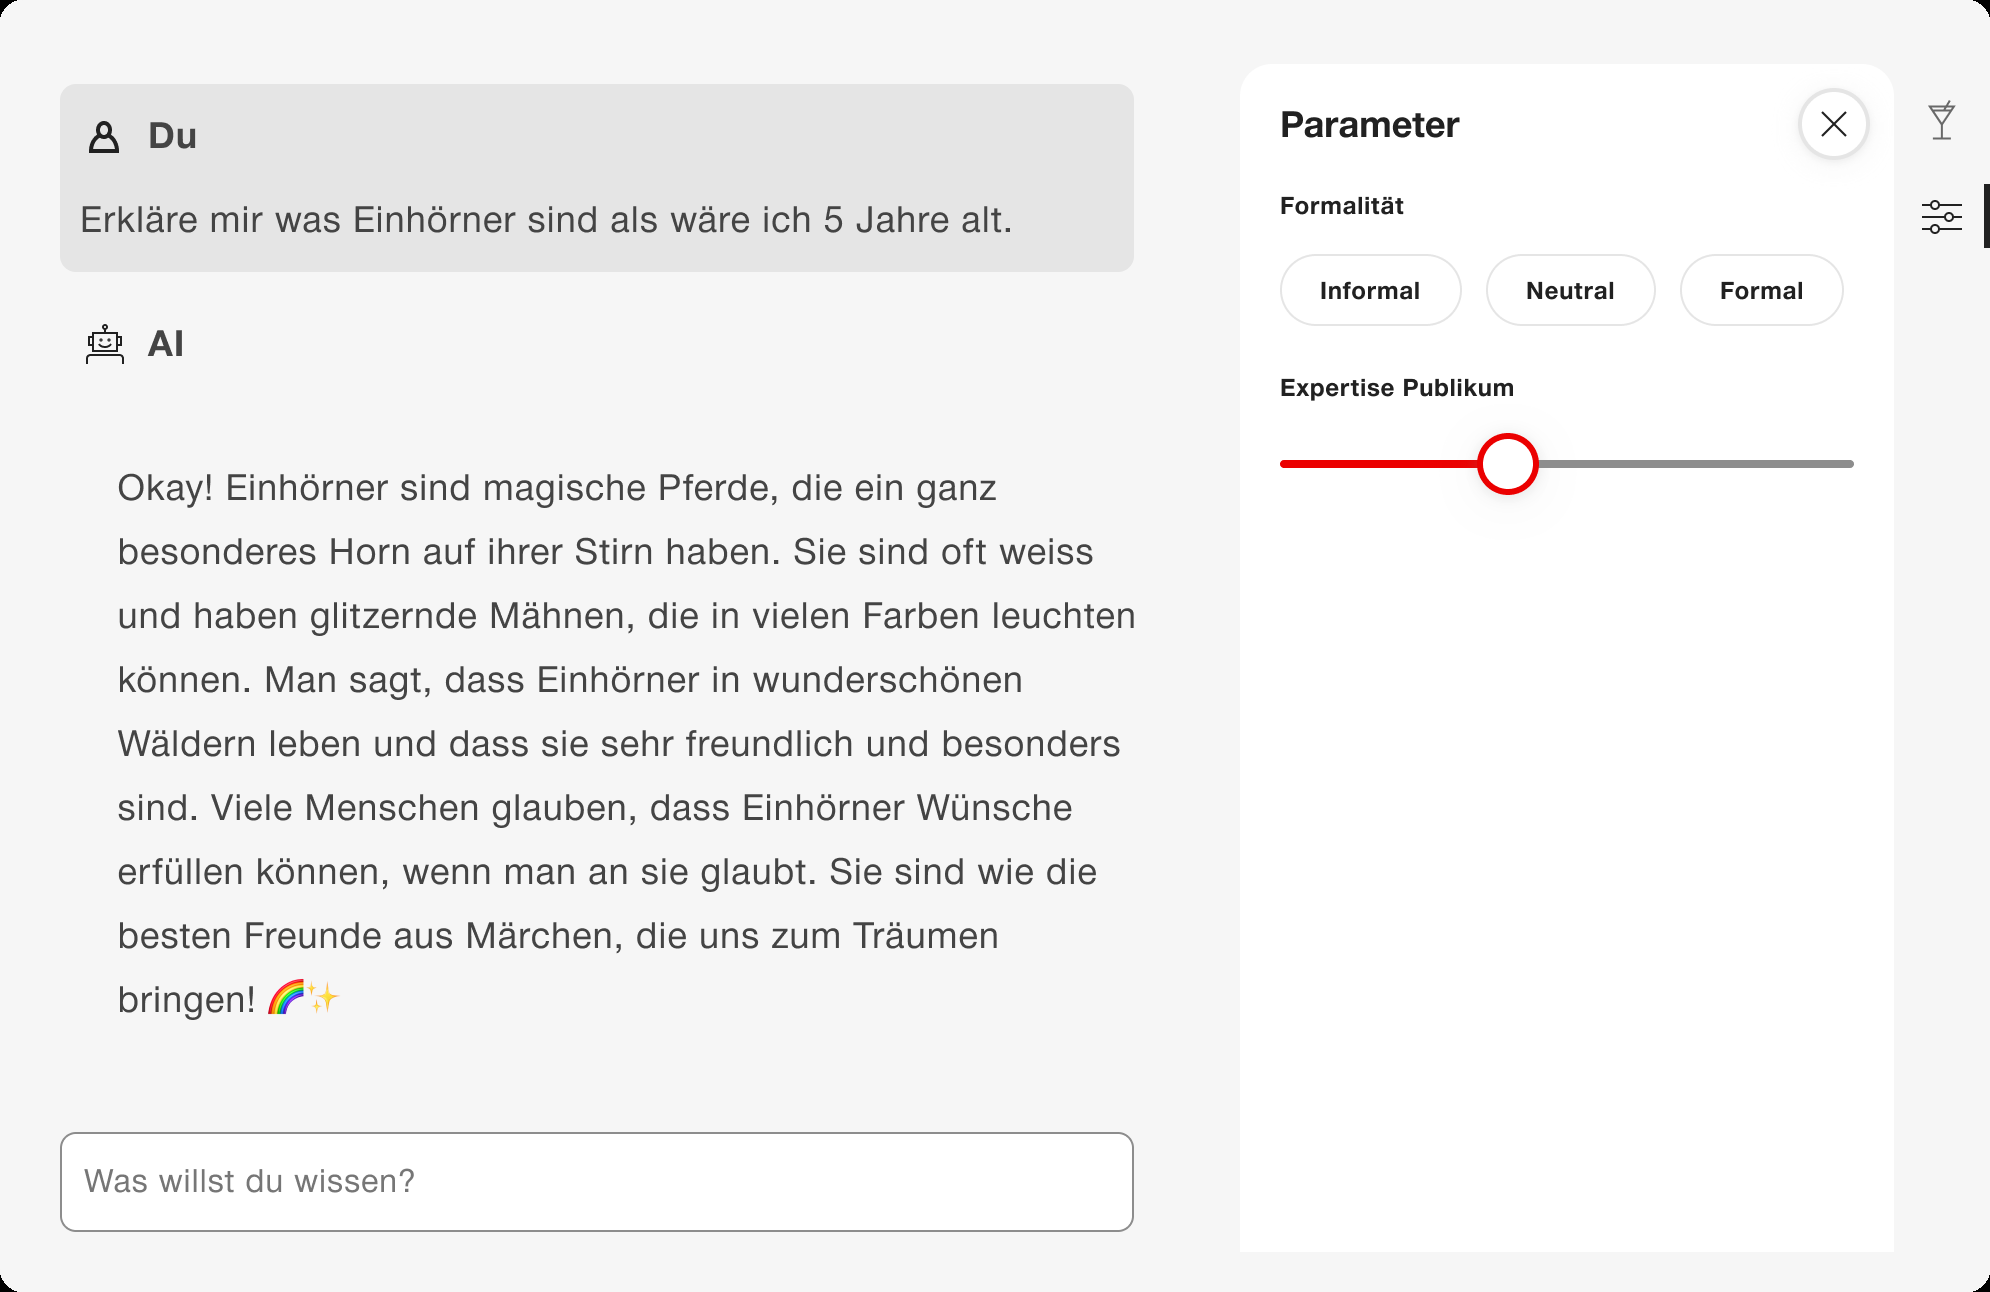 Du
Erkläre mir was Einhörner sind als wäre ich 5 Jahre alt.
AI
Okay! Einhörner sind magische Pferde, die ein ganz
besonderes Horn auf ihrer Stirn haben. Sie sind oft weiss
und haben glitzernde Mähnen, die in vielen Farben leuchten
können. Man sagt, dass Einhörner in wunderschönen
Wäldern leben und dass sie sehr freundlich und besonders
sind. Viele Menschen glauben, dass Einhörner Wünsche
erfüllen können, wenn man an sie glaubt. Sie sind wie die
besten Freunde aus Märchen, die uns zum Träumen
bringen! 🌈✨
Was willst du wissen?
Parameter
Formalität
Informal
Neutral
Formal
Expertise Publikum